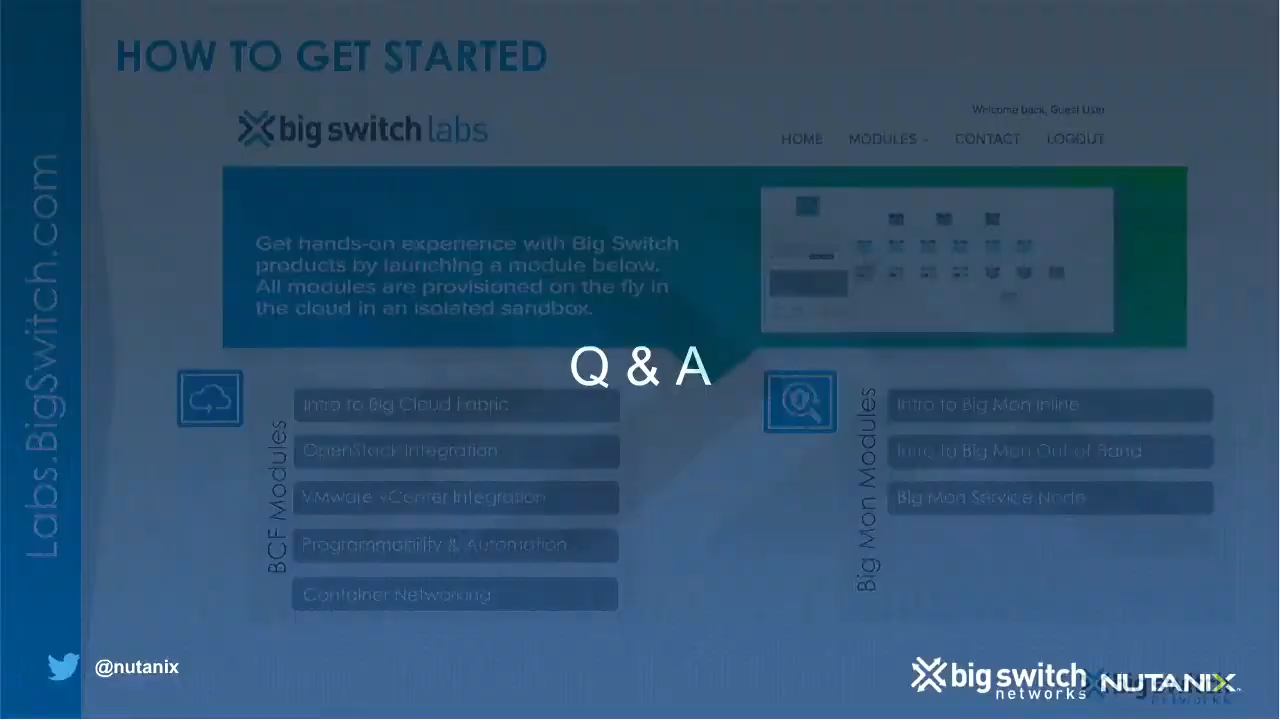 HOW TO GET STARTED
Labs.BigSwitch.com
big switch labs
Welcome back, Guest User
HOME MODULES CONTACT LOGOUT
Get hands-on experience with Big Switch
products by launching a module below.
All modules are provisioned on the fly in
the cloud in an isolated sandbox.
Q & A
BCF Modules
Intro to Big Cloud Fabric
OpenStack Integration
VMware vCenter Integration
Programmability & Automation
Container Networking
Big Mon Modules
Intro to Big Mon Inline
Intro to Big Mon Out of Band
Big Mon Service Node
@nutanix
big switch
networks
NUTANIX